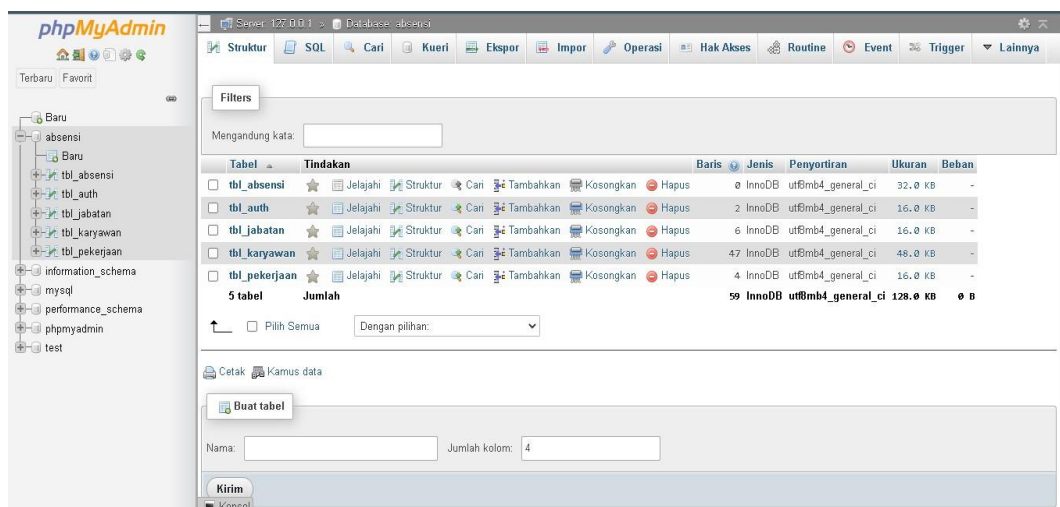 phpMyAdmin
Terbaru Favorit
Baru
absensi
Baru
tbl_absensi
tbl_auth
tbl_jabatan
tbl_karyawan
tbl_pekerjaan
information_schema
mysql
performance_schema
phpmyadmin
test
Server: 127.0.0.1 » Database: absensi
Struktur SQL Cari Kueri Ekspor Impor Operasi Hak Akses Routine Event Trigger Lainnya
Filters
Mengandung kata:
Tabel Tindakan Baris Jenis Penyortiran Ukuran Beban
tbl_absensi Jelajahi Struktur Cari Tambahkan Kosongkan Hapus 0 InnoDB utf8mb4_general_ci 32.0 KB -
tbl_auth Jelajahi Struktur Cari Tambahkan Kosongkan Hapus 2 InnoDB utf8mb4_general_ci 16.0 KB -
tbl_jabatan Jelajahi Struktur Cari Tambahkan Kosongkan Hapus 6 InnoDB utf8mb4_general_ci 16.0 KB -
tbl_karyawan Jelajahi Struktur Cari Tambahkan Kosongkan Hapus 47 InnoDB utf8mb4_general_ci 48.0 KB -
tbl_pekerjaan Jelajahi Struktur Cari Tambahkan Kosongkan Hapus 4 InnoDB utf8mb4_general_ci 16.0 KB -
5 tabel Jumlah 59 InnoDB utf8mb4_general_ci 128.0 KB 0 B
Pilih Semua Dengan pilihan:
Cetak Kamus data
Buat tabel
Nama: Jumlah kolom: 4
Kirim
Konsol